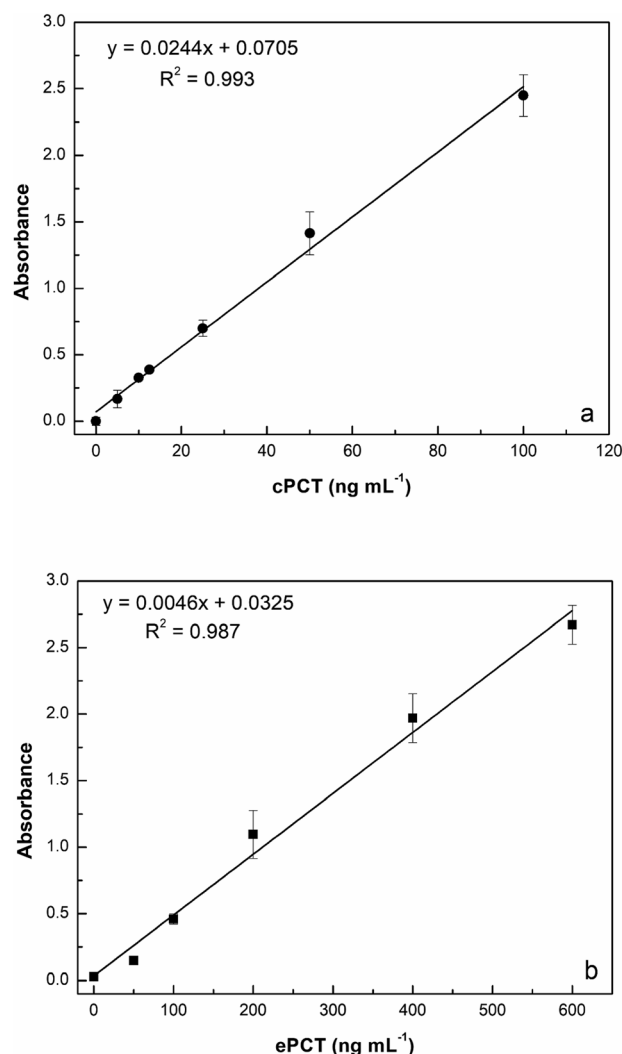 3.0
y = 0.0244x + 0.0705
R² = 0.993
2.5
2.0
1.5
1.0
0.5
0.0
Absorbance
a
0 20 40 60 80 100 120
cPCT (ng mL⁻¹)
3.0
y = 0.0046x + 0.0325
R² = 0.987
2.5
2.0
1.5
1.0
0.5
0.0
Absorbance
b
0 100 200 300 400 500 600
ePCT (ng mL⁻¹)